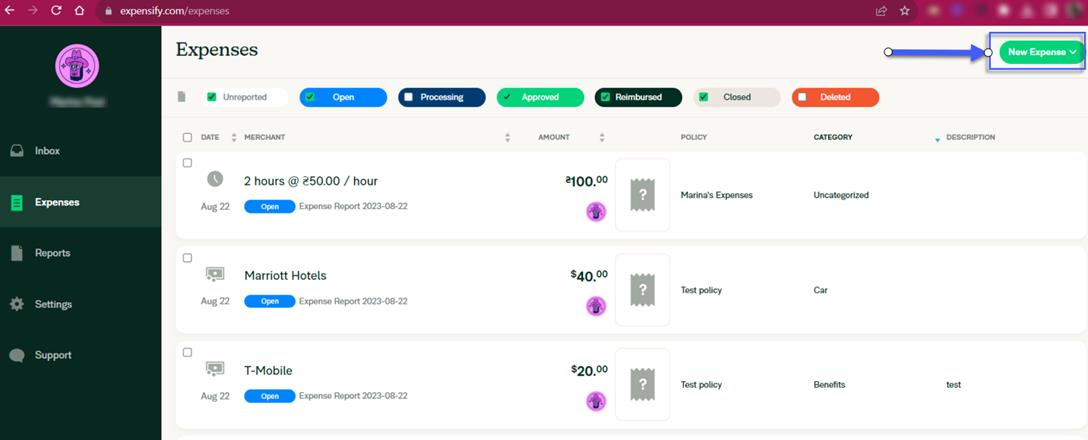 expensify.com/expenses
Expenses
New Expense
Unreported
Open
Processing
Approved
Reimbursed
Closed
Deleted
DATE
MERCHANT
AMOUNT
POLICY
CATEGORY
DESCRIPTION
Inbox
Expenses
Reports
Settings
Support
2 hours @ ₴50.00 / hour
₴100.00
?
Marina's Expenses
Uncategorized
Aug 22
Open
Expense Report 2023-08-22
Marriott Hotels
$40.00
?
Test policy
Car
Aug 22
Open
Expense Report 2023-08-22
T-Mobile
$20.00
?
Test policy
Benefits
test
Aug 22
Open
Expense Report 2023-08-22